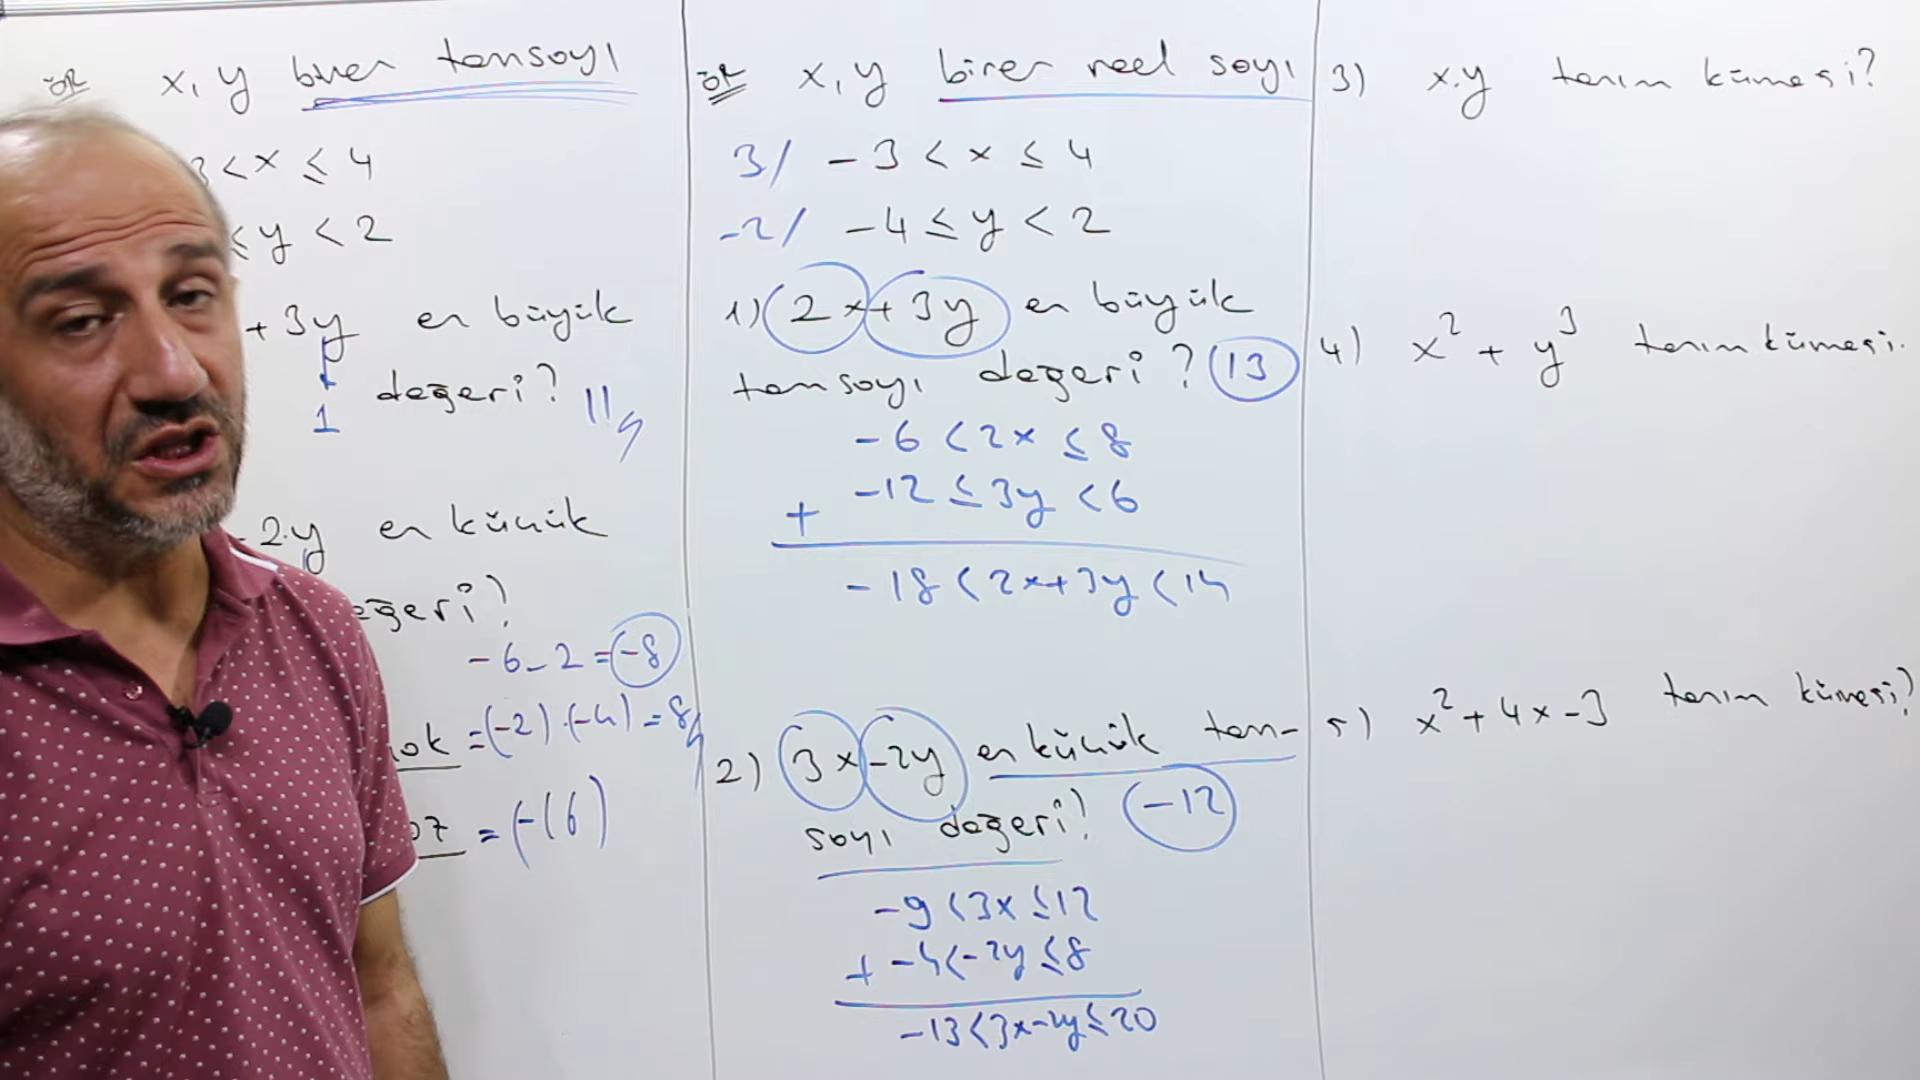 ÖR x, y birer tamsayı
3 < x ≤ 4
≤ y < 2
+ 3y en büyük
1 değeri? 11
2.y en küçük
değeri?
-6-2=-8
çok =(-2).(-4)=8
=(-16)
ÖR x, y birer reel sayı
3/ -3 < x ≤ 4
-2/ -4 ≤ y < 2
1) 2x+3y en büyük
tamsayı değeri? 13
-6 < 2x ≤ 8
+ -12 ≤ 3y < 6
-18 < 2x+3y < 14
2) 3x-2y en küçük tam-
sayı değeri? -12
-9 < 3x ≤ 12
+ -4 < -2y ≤ 8
-13 < 3x-2y ≤ 20
3) x.y tanım kümesi?
4) x² + y³ tanım kümesi.
5) x² + 4x - 3 tanım kümesi?